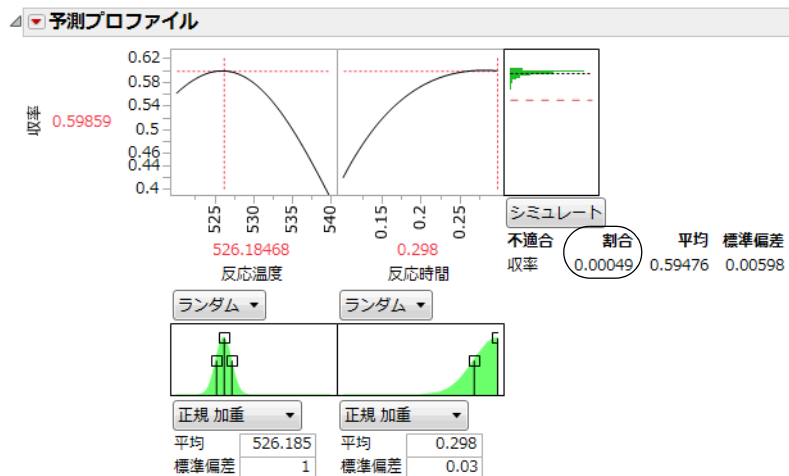 予測プロファイル
収率
0.59859
0.62
0.58
0.54
0.5
0.46
0.44
0.4
525
530
535
540
0.15
0.2
0.25
526.18468
0.298
反応温度
反応時間
シミュレート
不適合 割合 平均 標準偏差
収率 0.00049 0.59476 0.00598
ランダム ランダム
正規 加重 正規 加重
平均 526.185 平均 0.298
標準偏差 1 標準偏差 0.03